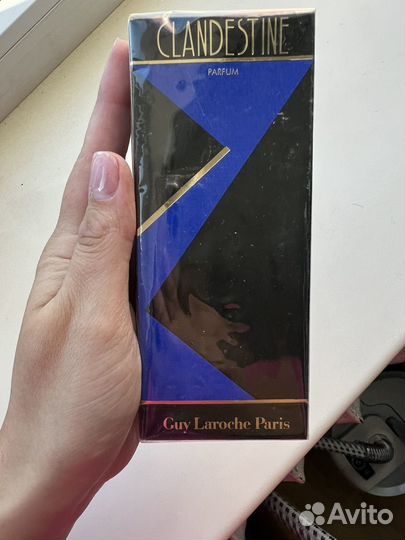 CLANDESTINE
PARFUM
Guy Laroche Paris
Avito